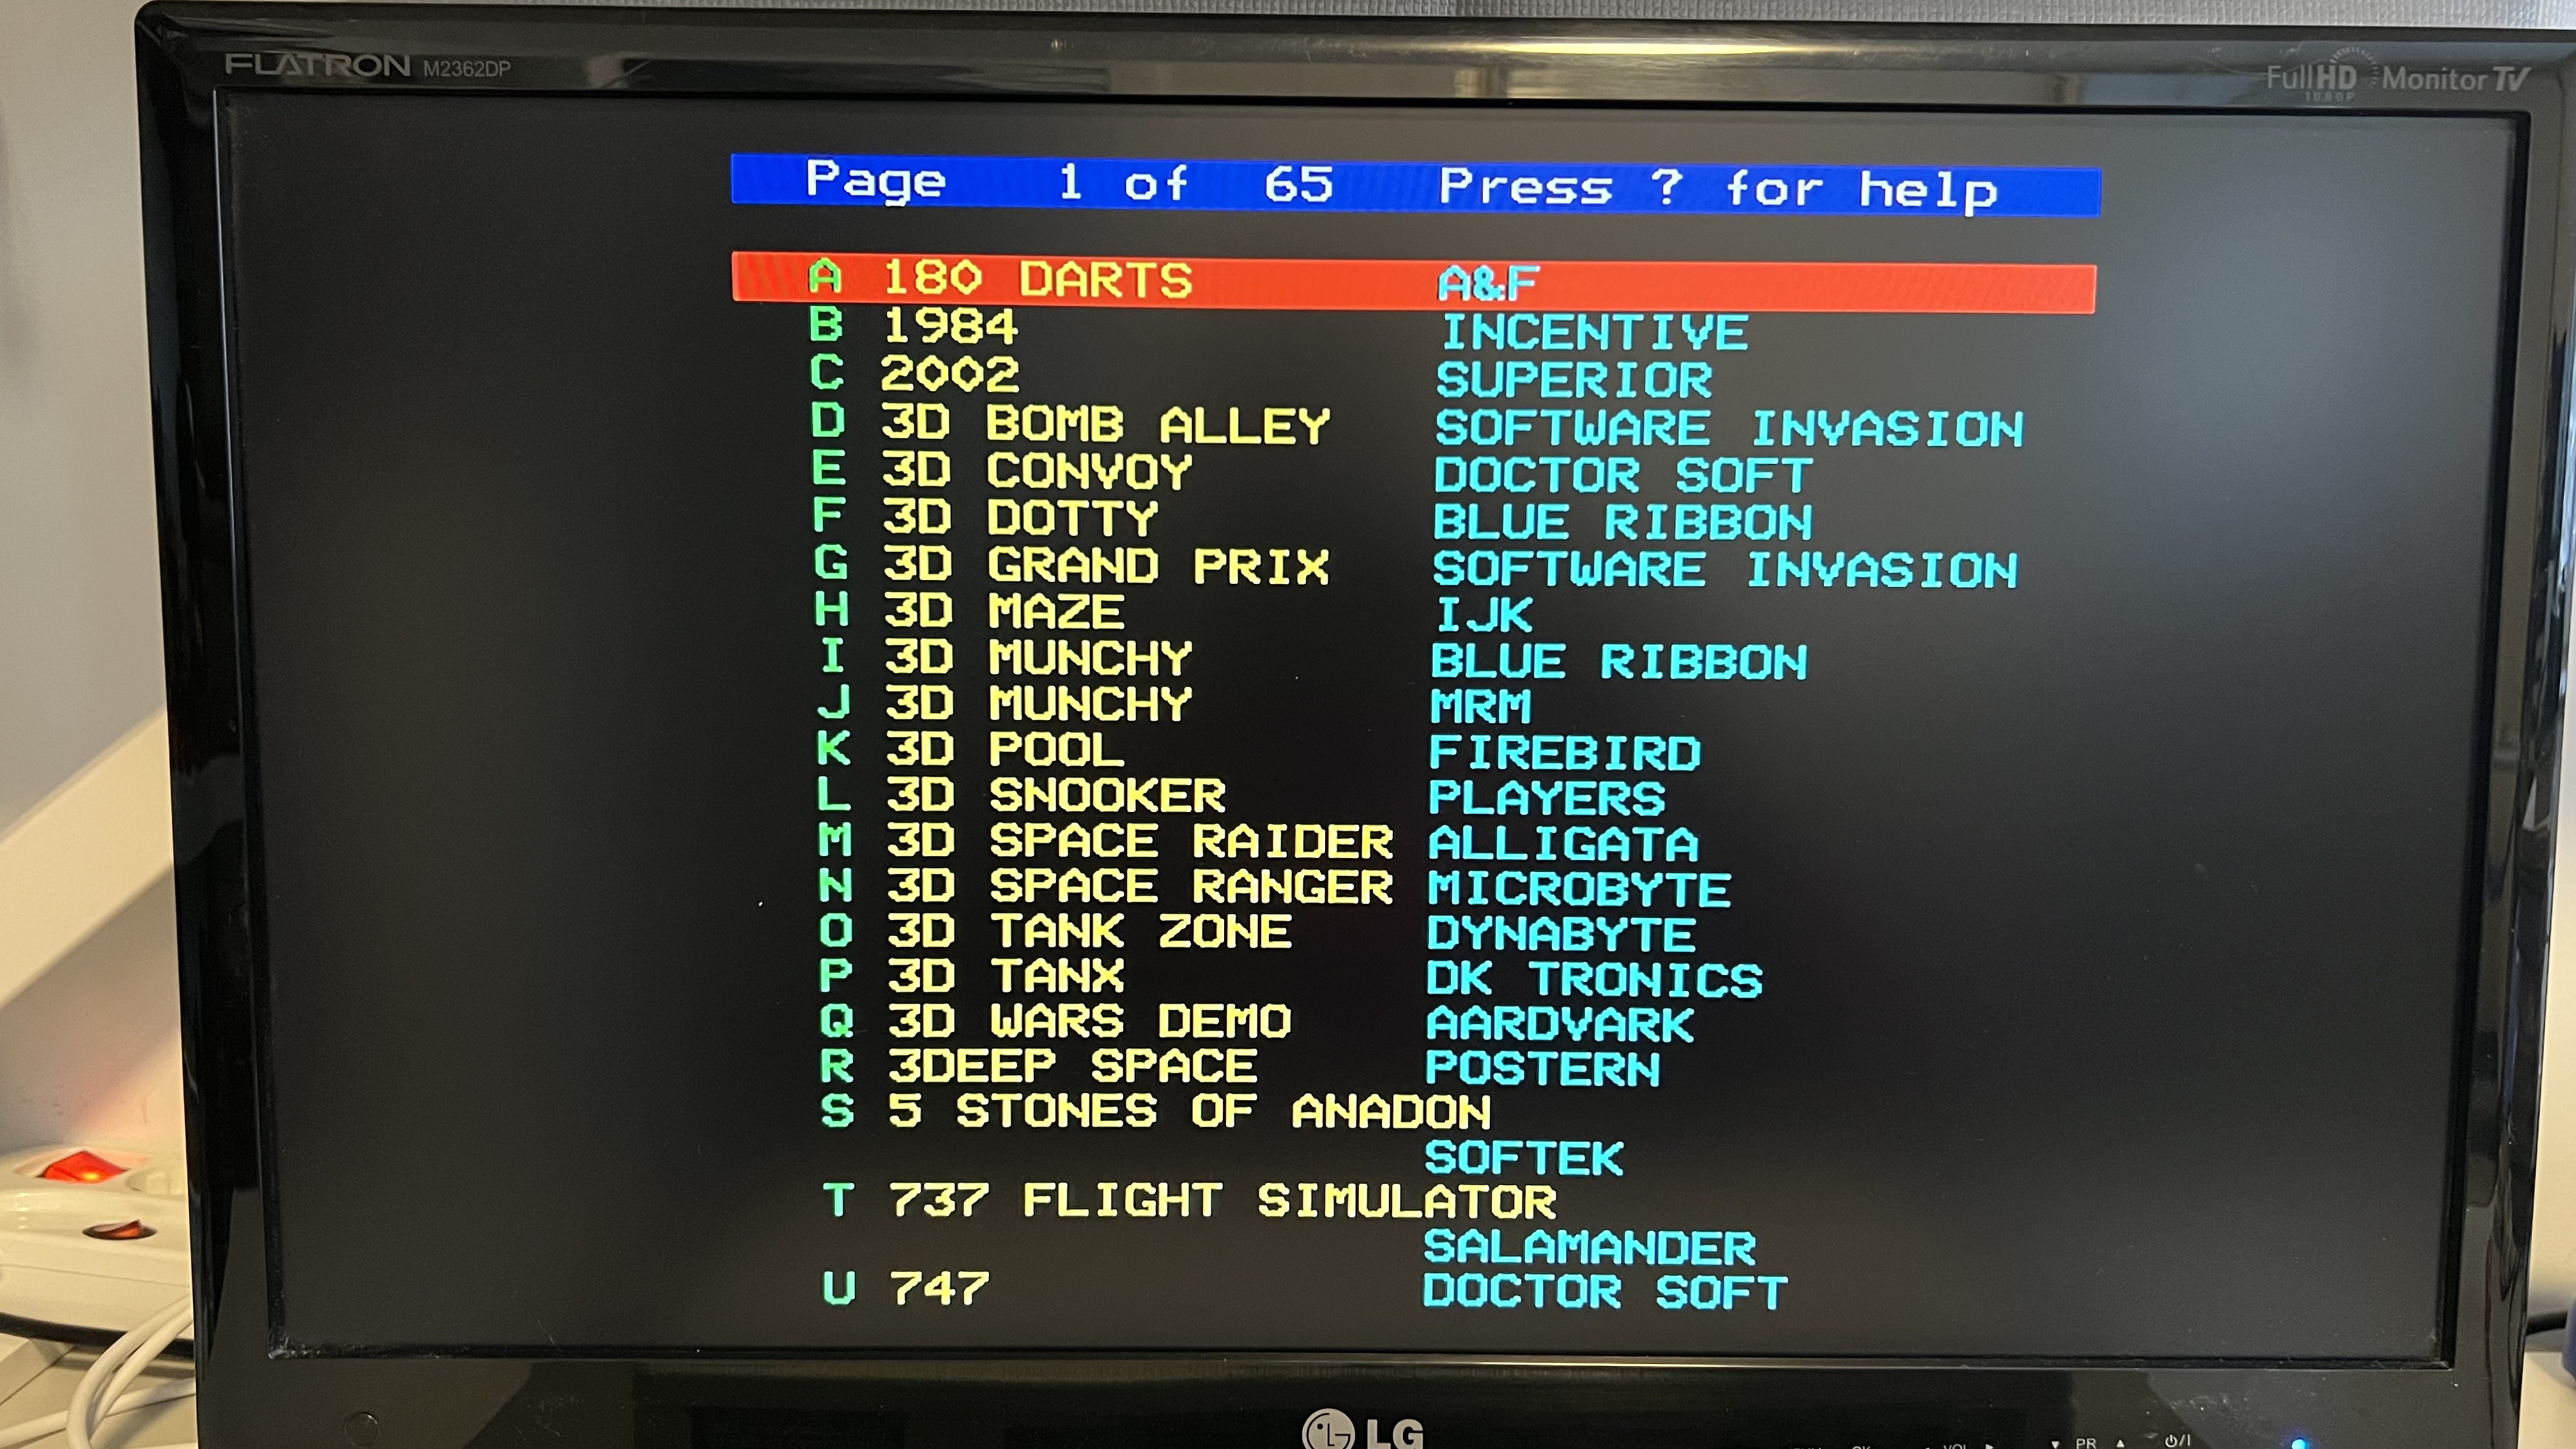 FLATRON M2362DP
FullHD 1080P Monitor TV
Page 1 of 65 Press ? for help
A 180 DARTS A&F
B 1984 INCENTIVE
C 2002 SUPERIOR
D 3D BOMB ALLEY SOFTWARE INVASION
E 3D CONVOY DOCTOR SOFT
F 3D DOTTY BLUE RIBBON
G 3D GRAND PRIX SOFTWARE INVASION
H 3D MAZE IJK
I 3D MUNCHY BLUE RIBBON
J 3D MUNCHY MRM
K 3D POOL FIREBIRD
L 3D SNOOKER PLAYERS
M 3D SPACE RAIDER ALLIGATA
N 3D SPACE RANGER MICROBYTE
O 3D TANK ZONE DYNABYTE
P 3D TANX DK TRONICS
Q 3D WARS DEMO AARDVARK
R 3DEEP SPACE POSTERN
S 5 STONES OF ANADON
SOFTEK
T 737 FLIGHT SIMULATOR
SALAMANDER
U 747 DOCTOR SOFT
LG
PR